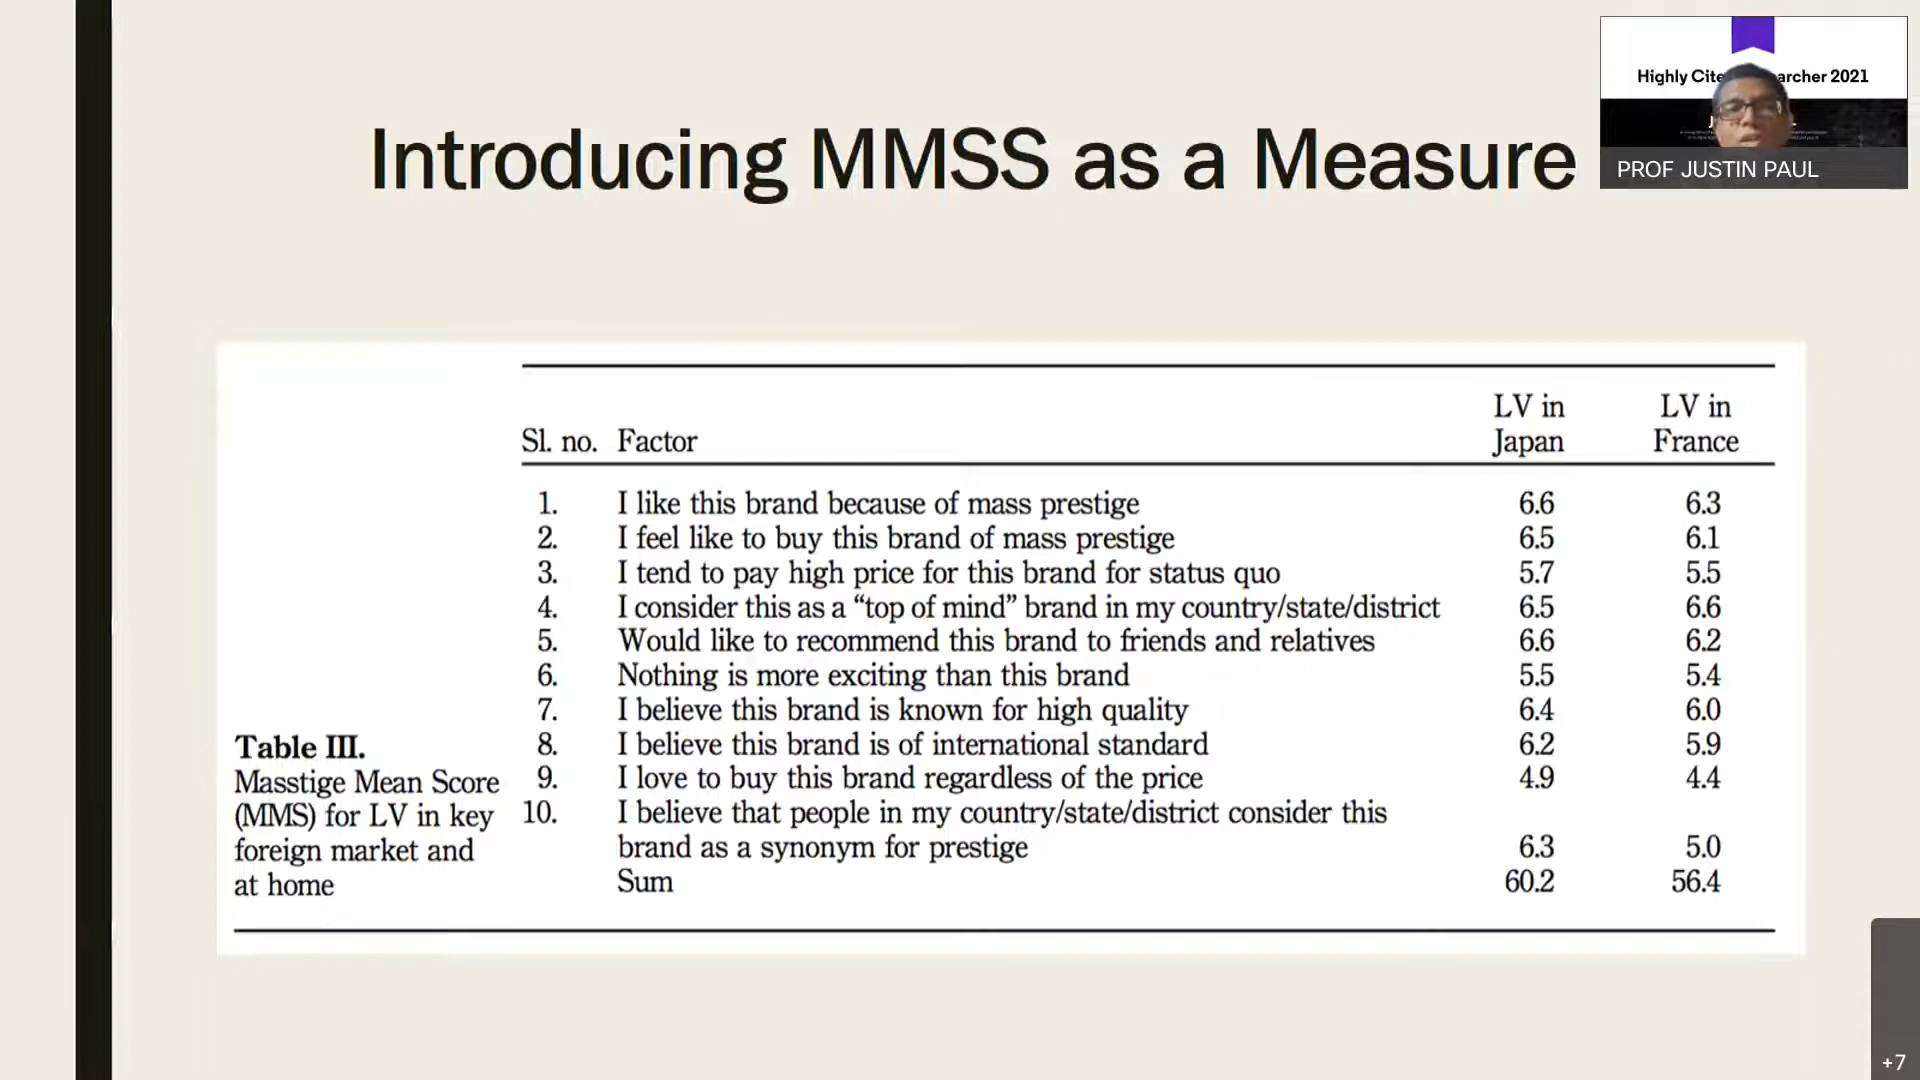 Highly Cite archer 2021
PROF JUSTIN PAUL
Introducing MMSS as a Measure
LV in LV in
Sl. no. Factor Japan France
1. I like this brand because of mass prestige 6.6 6.3
2. I feel like to buy this brand of mass prestige 6.5 6.1
3. I tend to pay high price for this brand for status quo 5.7 5.5
4. I consider this as a “top of mind” brand in my country/state/district 6.5 6.6
5. Would like to recommend this brand to friends and relatives 6.6 6.2
6. Nothing is more exciting than this brand 5.5 5.4
7. I believe this brand is known for high quality 6.4 6.0
8. I believe this brand is of international standard 6.2 5.9
9. I love to buy this brand regardless of the price 4.9 4.4
10. I believe that people in my country/state/district consider this
brand as a synonym for prestige 6.3 5.0
Sum 60.2 56.4
Table III.
Masstige Mean Score
(MMS) for LV in key
foreign market and
at home
+7